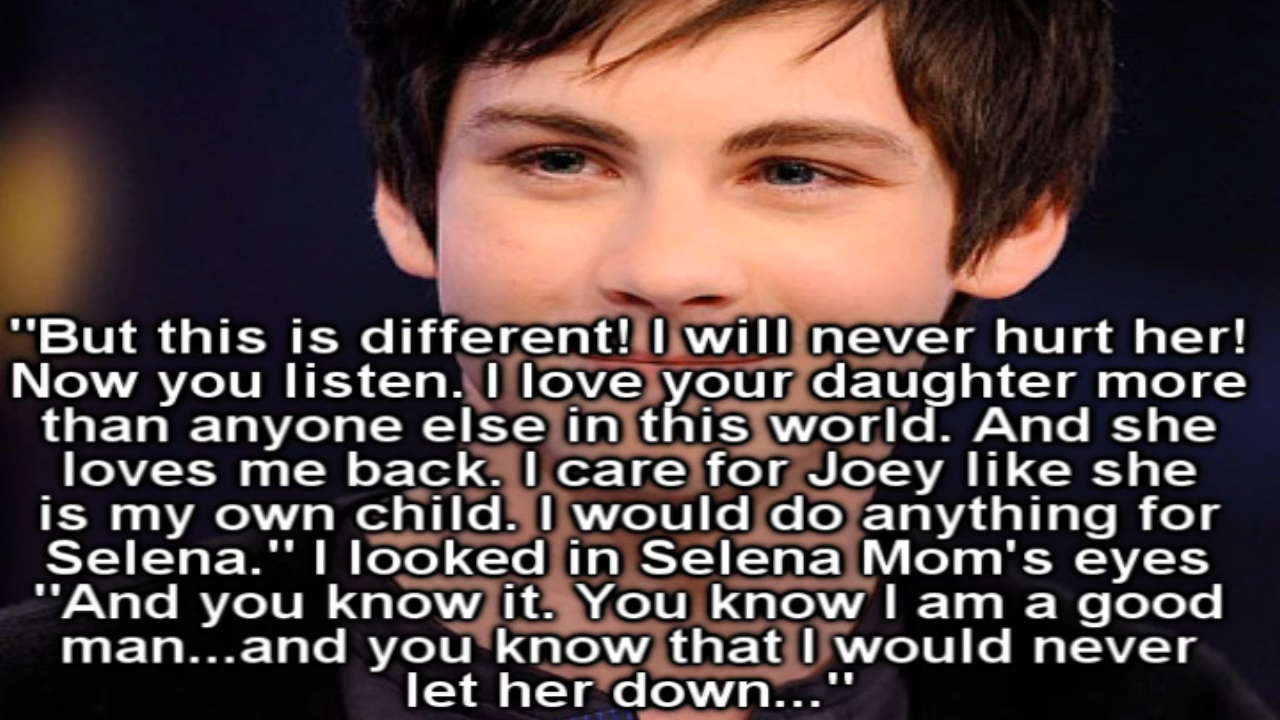 "But this is different! I will never hurt her!
Now you listen. I love your daughter more
than anyone else in this world. And she
loves me back. I care for Joey like she
is my own child. I would do anything for
Selena." I looked in Selena Mom's eyes
"And you know it. You know I am a good
man...and you know that I would never
let her down..."